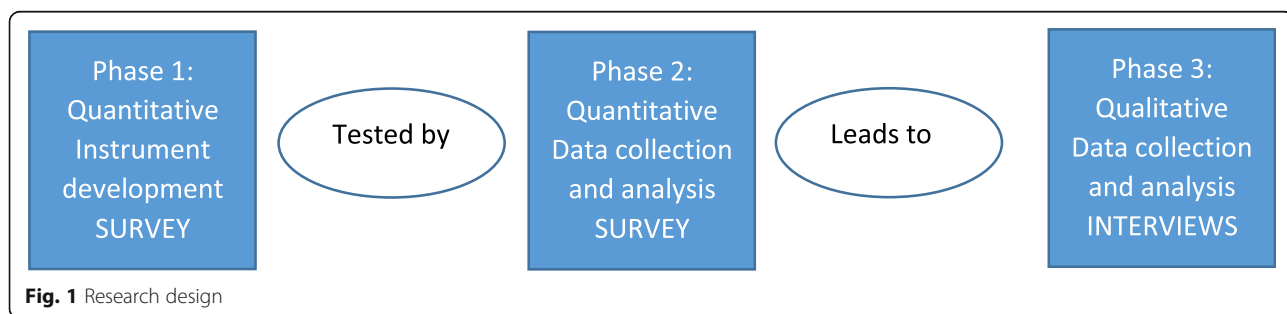 Phase 1:
Quantitative
Instrument
development
SURVEY
Tested by
Phase 2:
Quantitative
Data collection
and analysis
SURVEY
Leads to
Phase 3:
Qualitative
Data collection
and analysis
INTERVIEWS
Fig. 1 Research design